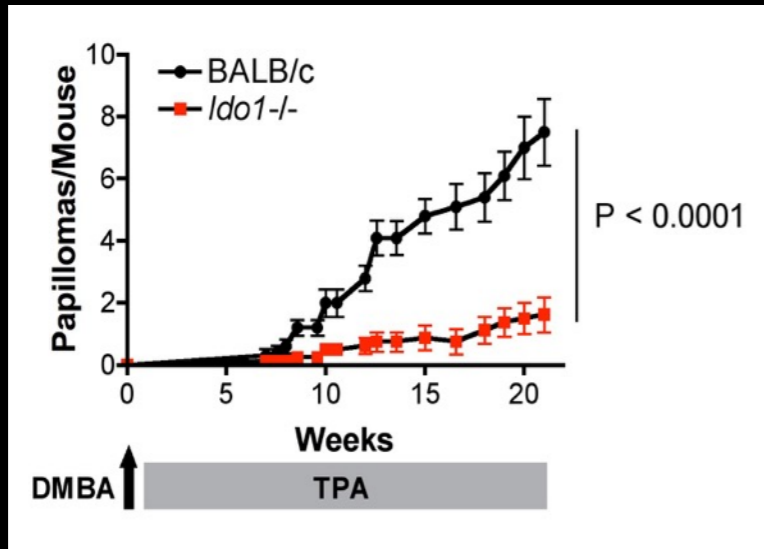 Papillomas/Mouse
10
8
6
4
2
0
BALB/c
Ido1-/-
P < 0.0001
0 5 10 15 20
Weeks
DMBA TPA